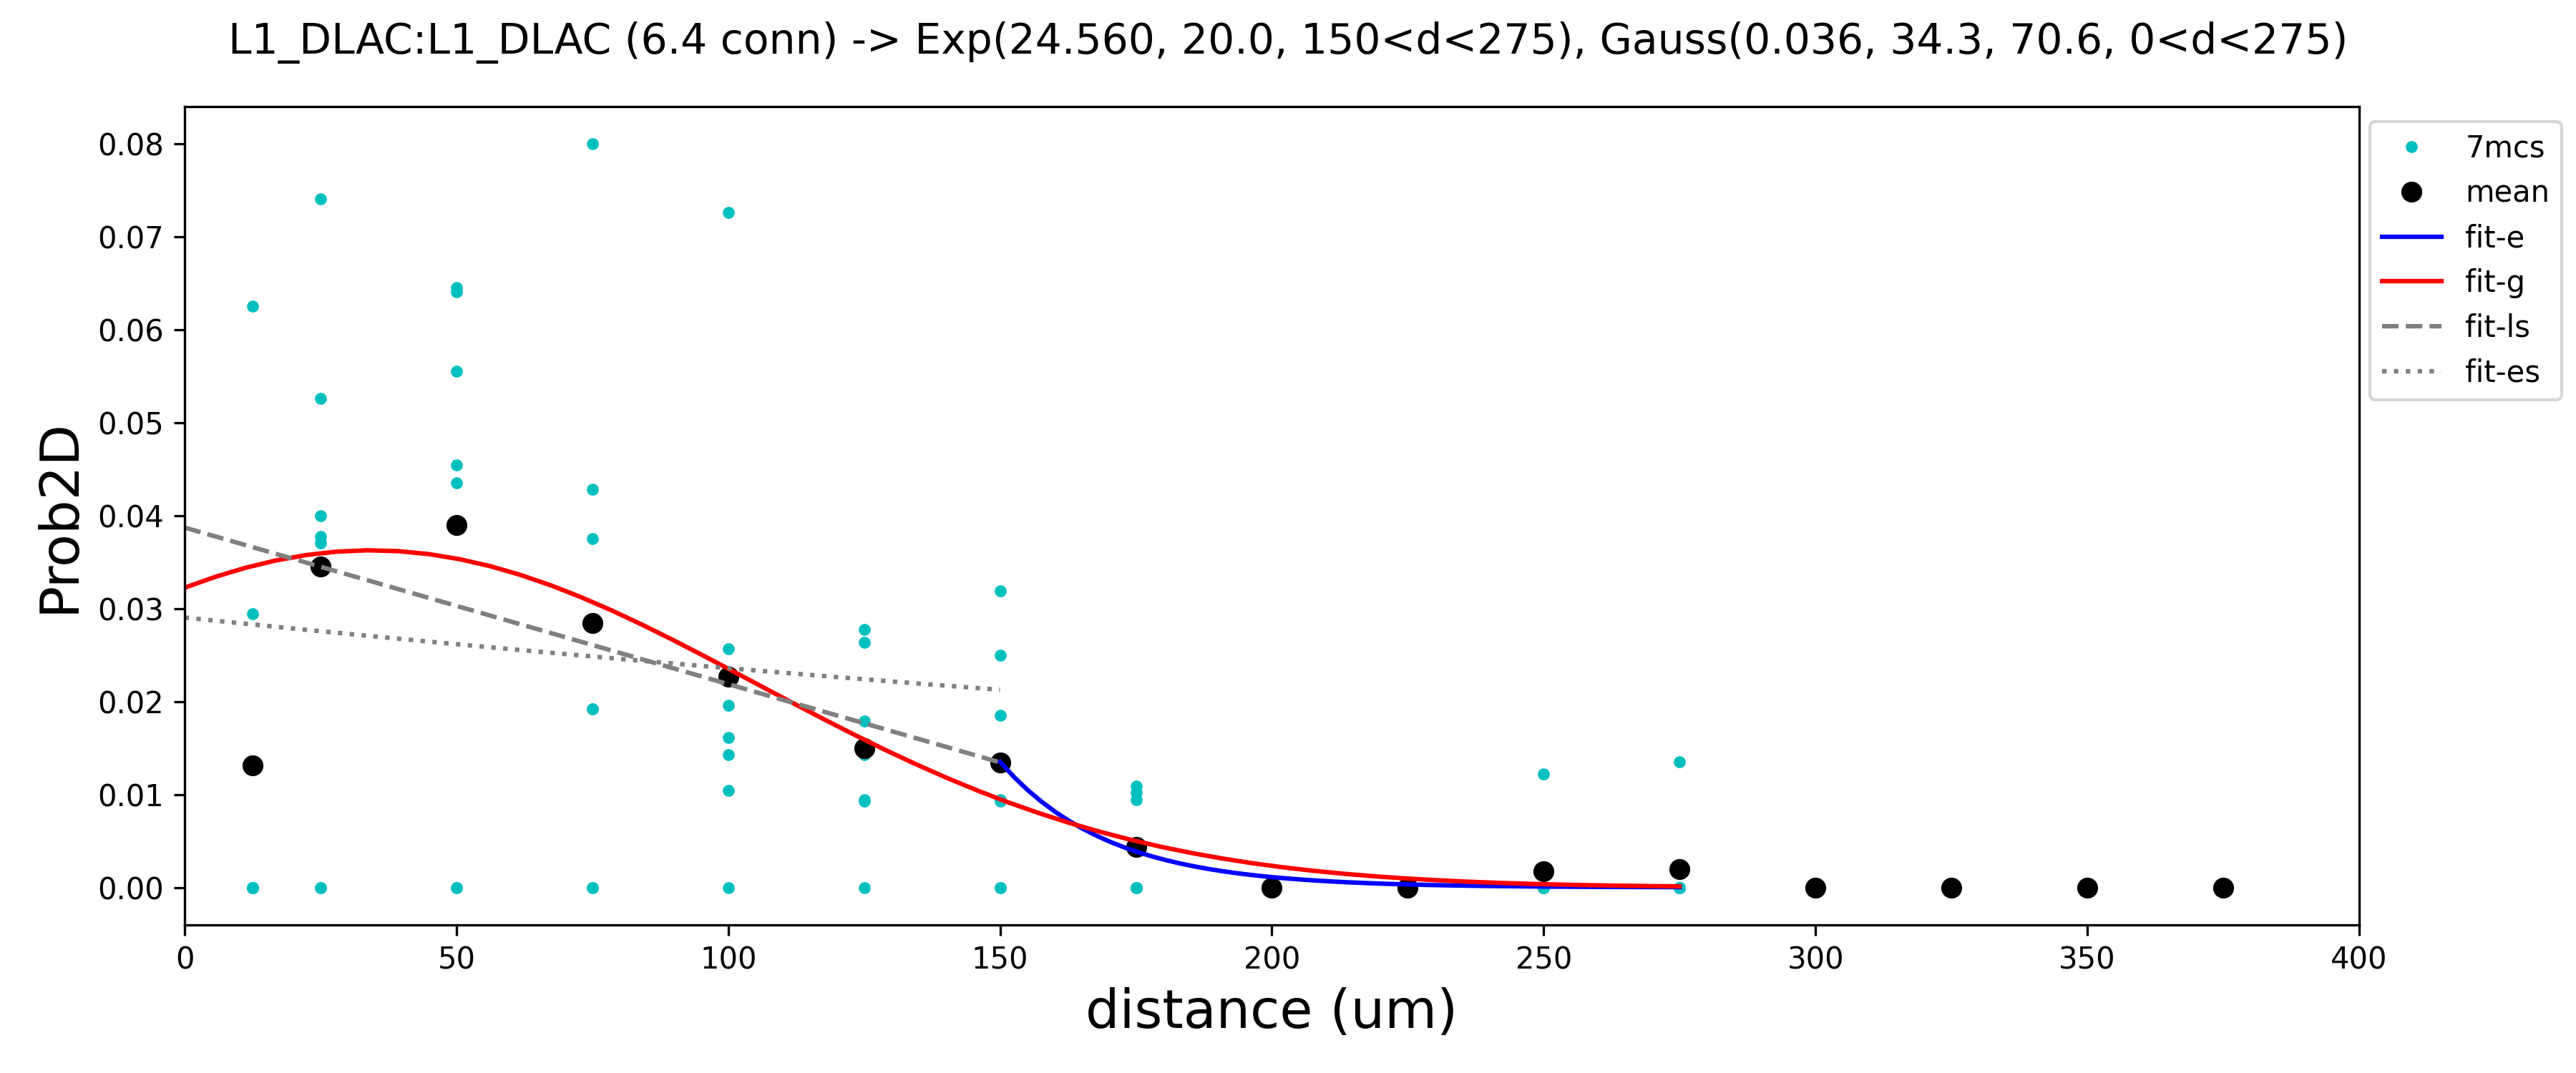 L1_DLAC:L1_DLAC (6.4 conn) -> Exp(24.560, 20.0, 150<d<275), Gauss(0.036, 34.3, 70.6, 0<d<275)
7mcs
mean
fit-e
fit-g
fit-ls
fit-es
Prob2D
0.08
0.07
0.06
0.05
0.04
0.03
0.02
0.01
0.00
0 50 100 150 200 250 300 350 400
distance (um)